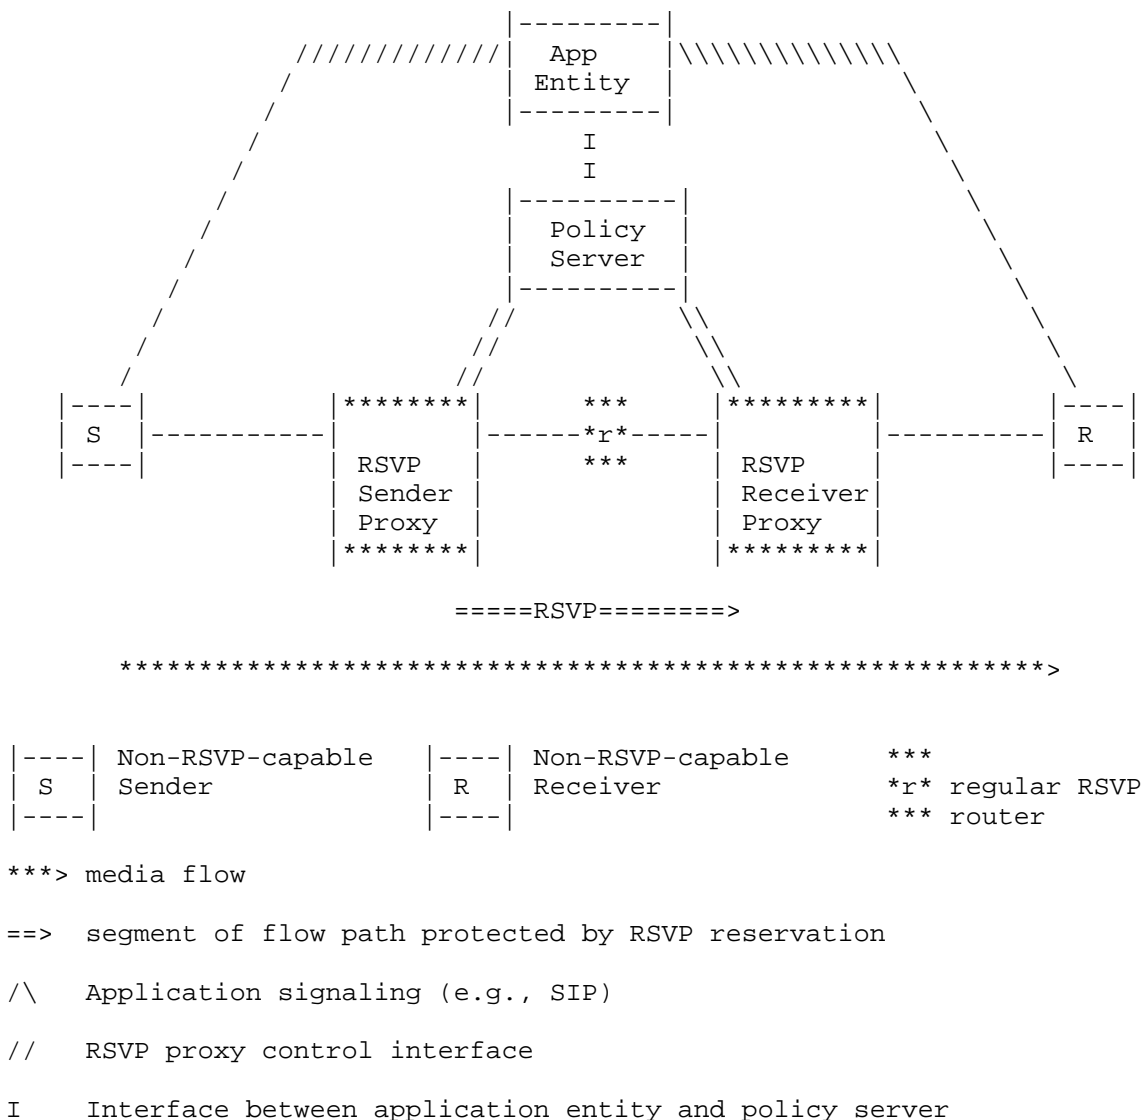 |---------|
/////////////| App |\\\\\\\\\\\\\\
/ | Entity | \
/ |---------| \
/ I \
/ I \
/ |----------| \
/ | Policy | \
/ | Server | \
/ |----------| \
/ // \\ \
/ // \\ \
/ // \\ \
|----| |********| *** |*********| |----|
| S |-----------| |------*r*-----| |----------| R |
|----| | RSVP | *** | RSVP | |----|
| Sender | | Receiver|
| Proxy | | Proxy |
|********| |*********|
=====RSVP========>
**********************************************************>
|----| Non-RSVP-capable |----| Non-RSVP-capable ***
| S | Sender | R | Receiver *r* regular RSVP
|----| |----| *** router
***> media flow
==> segment of flow path protected by RSVP reservation
/\ Application signaling (e.g., SIP)
// RSVP proxy control interface
I Interface between application entity and policy server